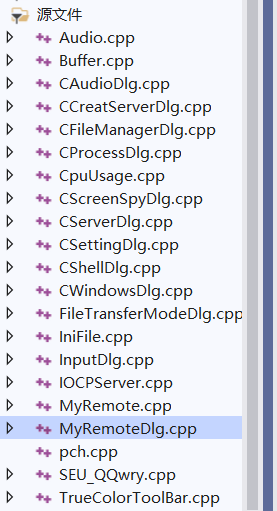 源文件
Audio.cpp
Buffer.cpp
CAudioDlg.cpp
CCreatServerDlg.cpp
CFileManagerDlg.cpp
CProcessDlg.cpp
CpuUsage.cpp
CScreenSpyDlg.cpp
CServerDlg.cpp
CSettingDlg.cpp
CShellDlg.cpp
CWindowsDlg.cpp
FileTransferModeDlg.cpp
IniFile.cpp
InputDlg.cpp
IOCPServer.cpp
MyRemote.cpp
MyRemoteDlg.cpp
pch.cpp
SEU_QQwry.cpp
TrueColorToolBar.cpp